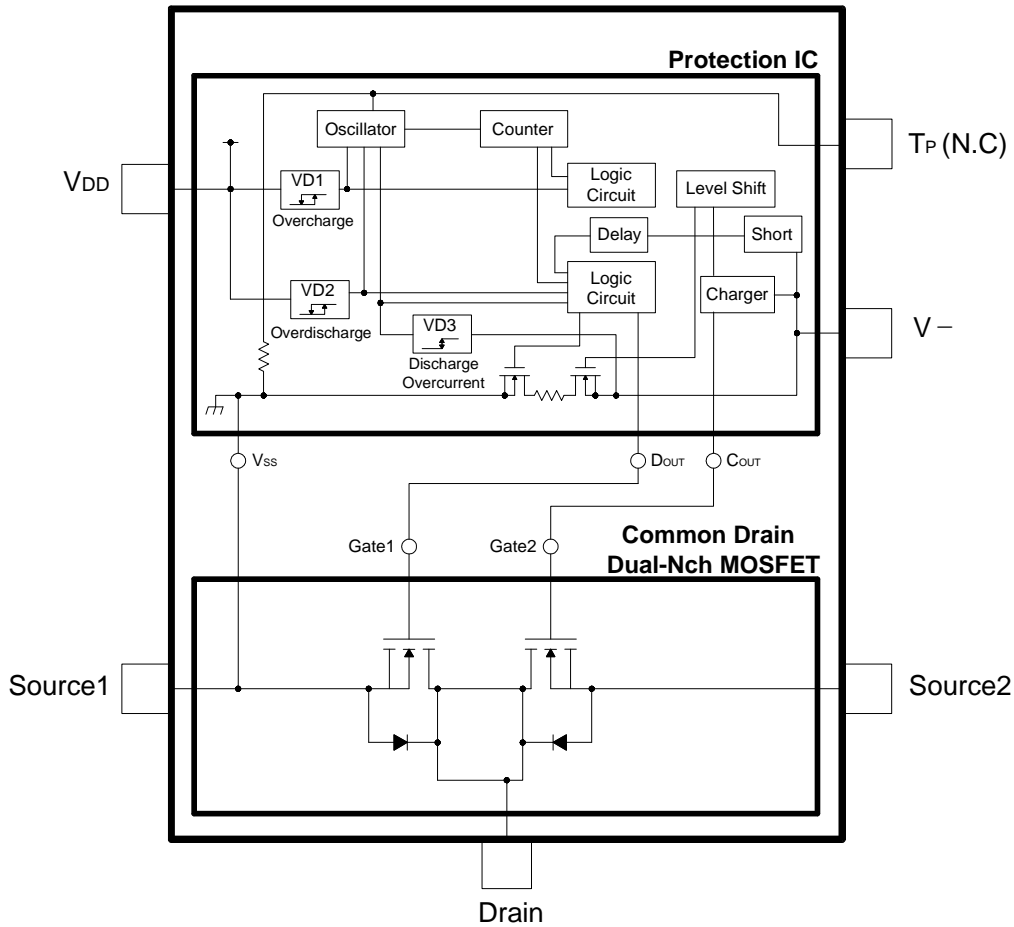 Protection IC
Oscillator
Counter
TP (N.C)
VDD
VD1
Overcharge
Logic
Circuit
Level Shift
Delay
Short
VD2
Overdischarge
Logic
Circuit
Charger
VD3
Discharge
Overcurrent
V −
VSS
DOUT
COUT
Gate1
Gate2
Common Drain
Dual-Nch MOSFET
Source1
Source2
Drain